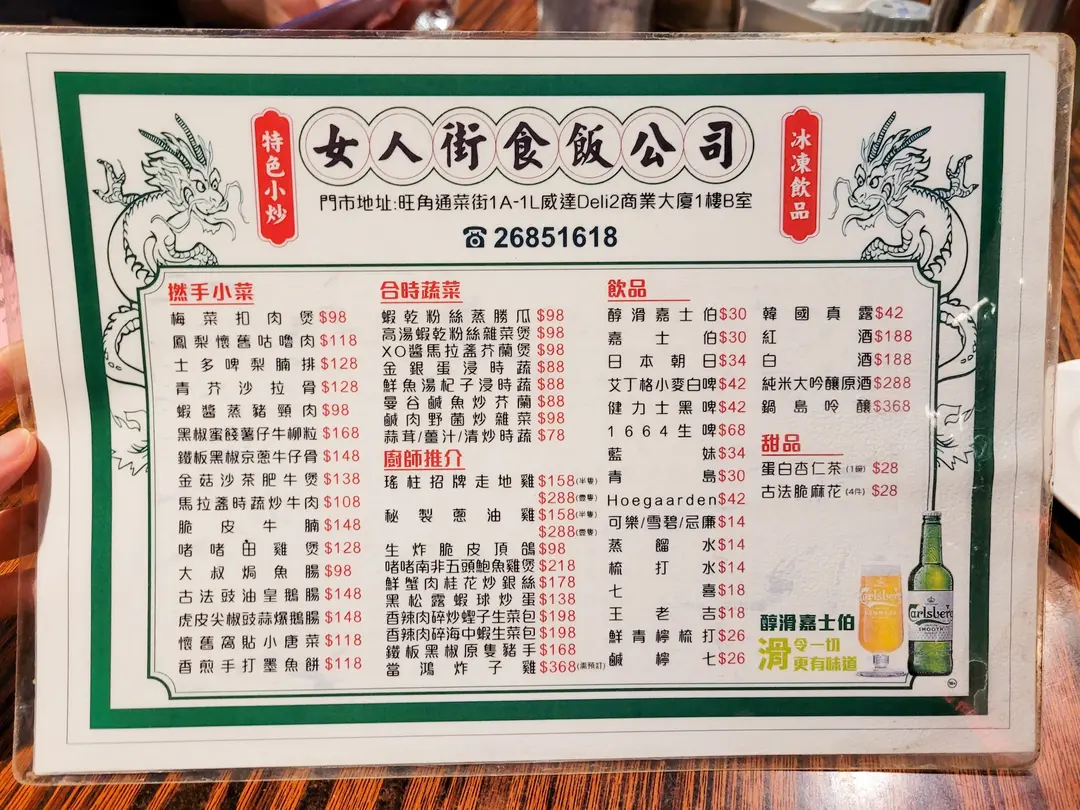 特色小炒
女人街食飯公司
冰凍飲品
門市地址:旺角通菜街1A-1L威達Deli2商業大廈1樓B室
☎26851618
撚手小菜
梅菜扣肉煲$98
鳳梨懷舊咕嚕肉$118
士多啤梨腩排$128
青芥沙拉骨$128
蝦醬蒸豬頸肉$98
黑椒蜜餞薯仔牛柳粒$168
鐵板黑椒京蔥牛仔骨$148
金菇沙茶肥牛煲$138
馬拉盞時蔬炒牛肉$108
脆皮牛腩$148
啫啫田雞煲$128
大叔焗魚腸$98
古法豉油皇鵝腸$148
虎皮尖椒豉蒜爆鵝腸$148
懷舊窩貼小唐菜$118
香煎手打墨魚餅$118
合時蔬菜
蝦乾粉絲蒸勝瓜$98
高湯蝦乾粉絲雜菜煲$98
XO醬馬拉盞芥蘭煲$98
金銀蛋浸時蔬$88
鮮魚湯杞子浸時蔬$88
曼谷鹹魚炒芥蘭$88
鹹肉野菌炒雜菜$98
蒜茸/薑汁/清炒時蔬$78
廚師推介
瑤柱招牌走地雞$158(半隻)
$288(壹隻)
秘製蔥油雞$158(半隻)
$288(壹隻)
生炸脆皮頂鴿$98
啫啫南非五頭鮑魚雞煲$218
鮮蟹肉桂花炒銀絲$178
黑松露蝦球炒蛋$138
香辣肉碎炒蟶子生菜包$198
香辣肉碎海中蝦生菜包$198
鐵板黑椒原隻豬手$168
當鴻炸子雞$368(需預訂)
飲品
醇滑嘉士伯$30
嘉士伯$30
日本朝日$34
艾丁格小麥白啤$42
健力士黑啤$42
1664生啤$68
藍妹$34
青島$30
Hoegaarden$42
可樂/雪碧/忌廉$14
蒸餾水$14
梳打水$14
七喜$18
王老吉$18
鮮青檸梳打$26
鹹檸七$26
韓國真露$42
紅酒$188
白酒$188
純米大吟釀原酒$288
鍋島吟釀$368
甜品
蛋白杏仁茶(1碗)$28
古法脆麻花(4件)$28
醇滑嘉士伯
滑令一切
更有味道
Carlsberg
Carlsberg
SMOOTH